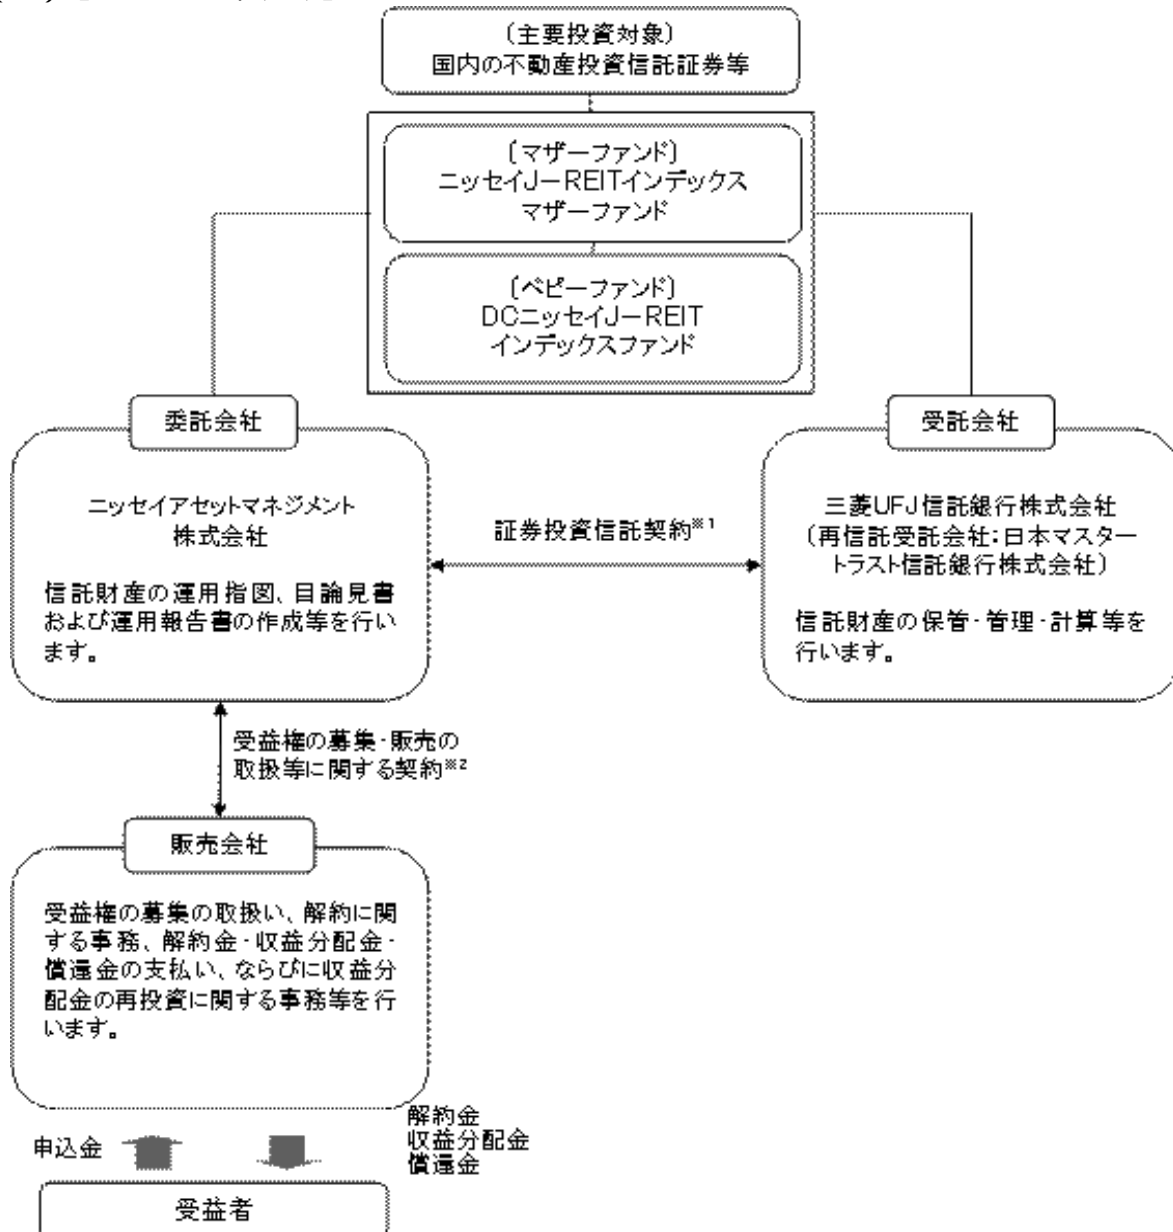 （主要投資対象）
国内の不動産投資信託証券等
〔マザーファンド〕
ニッセイJ－REITインデックス
マザーファンド
〔ベビーファンド〕
DCニッセイJ－REIT
インデックスファンド
委託会社
ニッセイアセットマネジメント
株式会社
信託財産の運用指図、目論見書
および運用報告書の作成等を行い
ます。
証券投資信託契約※1
受託会社
三菱UFJ信託銀行株式会社
（再信託受託会社：日本マスター
トラスト信託銀行株式会社）
信託財産の保管・管理・計算等を
行います。
受益権の募集・販売の
取扱等に関する契約※2
販売会社
受益権の募集の取扱い、解約に関
する事務、解約金・収益分配金・
償還金の支払い、ならびに収益分
配金の再投資に関する事務等を行
います。
申込金
解約金
収益分配金
償還金
受益者